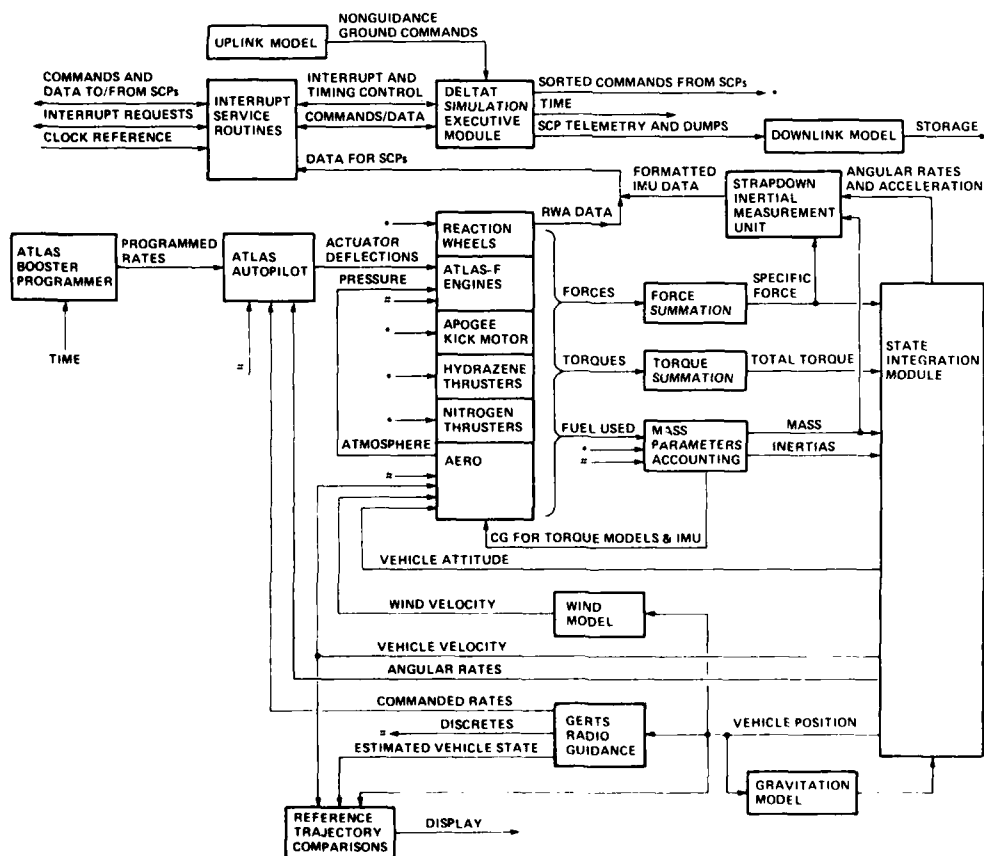 NONGUIDANCE
GROUND COMMANDS
UPLINK MODEL
COMMANDS AND
DATA TO/FROM SCPs
INTERRUPT REQUESTS
CLOCK REFERENCE
INTERRUPT
SERVICE
ROUTINES
INTERRUPT AND
TIMING CONTROL
COMMANDS/DATA
DELTAT
SIMULATION
EXECUTIVE
MODULE
SORTED COMMANDS FROM SCPs
*
TIME
SCP TELEMETRY AND DUMPS
DOWNLINK MODEL
STORAGE
DATA FOR SCPs
FORMATTED
IMU DATA
STRAPDOWN
INERTIAL
MEASUREMENT
UNIT
ANGULAR RATES
AND ACCELERATION
RWA DATA
ATLAS
BOOSTER
PROGRAMMER
TIME
PROGRAMMED
RATES
ATLAS
AUTOPILOT
#
ACTUATOR
DEFLECTIONS
PRESSURE
#
*
*
*
*
REACTION
WHEELS
ATLAS-F
ENGINES
APOGEE
KICK MOTOR
HYDRAZENE
THRUSTERS
NITROGEN
THRUSTERS
ATMOSPHERE
AERO
#
FORCES
FORCE
SUMMATION
SPECIFIC
FORCE
TORQUES
TORQUE
SUMMATION
TOTAL TORQUE
FUEL USED
*
#
MASS
PARAMETERS
ACCOUNTING
MASS
INERTIAS
STATE
INTEGRATION
MODULE
CG FOR TORQUE MODELS & IMU
VEHICLE ATTITUDE
WIND VELOCITY
WIND
MODEL
VEHICLE VELOCITY
ANGULAR RATES
COMMANDED RATES
#
DISCRETES
ESTIMATED VEHICLE STATE
GERTS
RADIO
GUIDANCE
VEHICLE POSITION
GRAVITATION
MODEL
REFERENCE
TRAJECTORY
COMPARISONS
DISPLAY